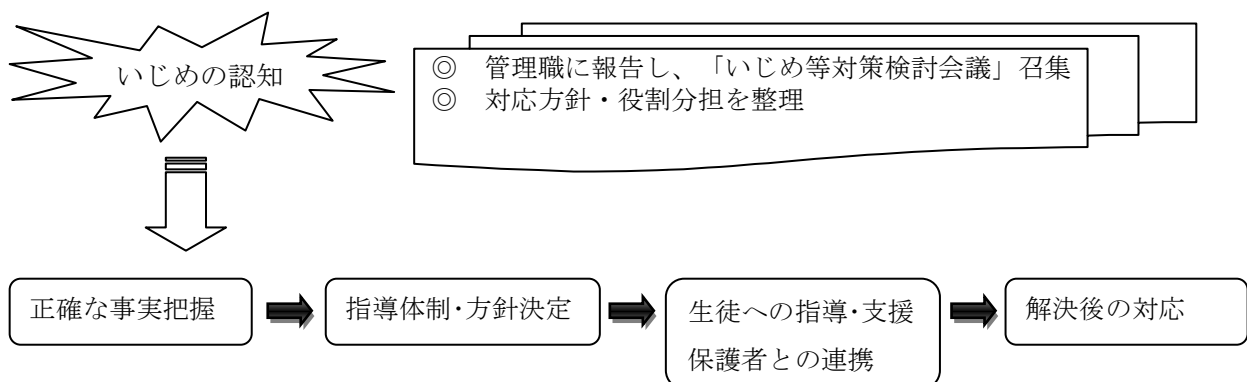 いじめの認知
◎　管理職に報告し、「いじめ等対策検討会議」召集
◎　対応方針・役割分担を整理
正確な事実把握
指導体制・方針決定
生徒への指導・支援
保護者との連携
解決後の対応